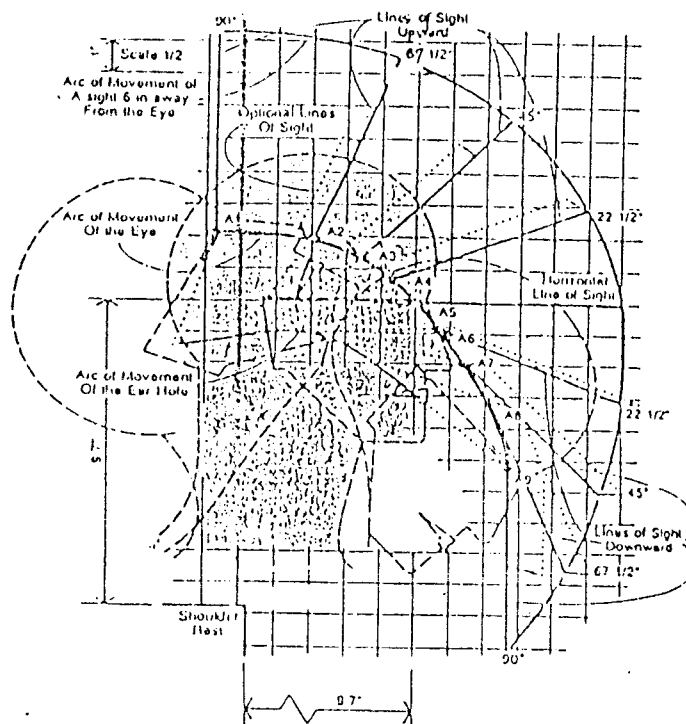 90°
Lines of Sight
Upward
67 1/2°
Scale 1/2
Arc of Movement of
A sight 6 in away
From the Eye
Optional Lines
Of Sight
45°
22 1/2°
Arc of Movement
Of the Eye
A1
A2
A3
A4
Horizontal
Line of Sight
A5
A6
A7
Arc of Movement
Of the Ear Hole
A8
22 1/2°
9
45°
Lines of Sight
Downward
67 1/2°
Shoulder
Rest
90°
9.7"